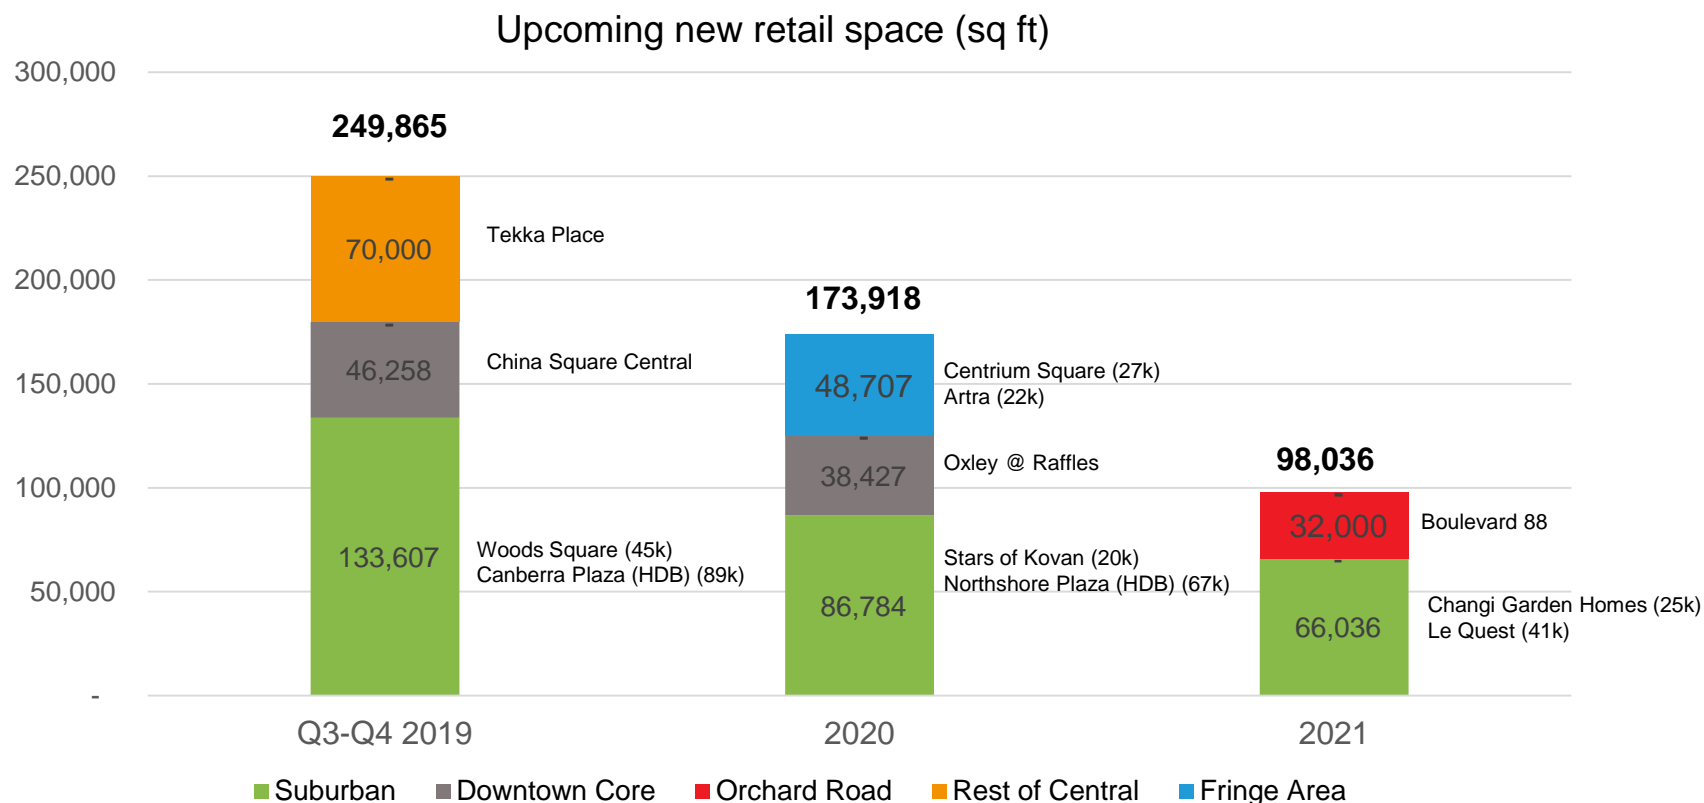 Upcoming new retail space (sq ft)
300,000
250,000
200,000
150,000
100,000
50,000
-
249,865
-
70,000
Tekka Place
-
46,258
China Square Central
133,607
Woods Square (45k)
Canberra Plaza (HDB) (89k)
173,918
48,707
Centrium Square (27k)
Artra (22k)
-
38,427
Oxley @ Raffles
86,784
Stars of Kovan (20k)
Northshore Plaza (HDB) (67k)
98,036
-
32,000
Boulevard 88
-
66,036
Changi Garden Homes (25k)
Le Quest (41k)
Q3-Q4 2019
2020
2021
Suburban
Downtown Core
Orchard Road
Rest of Central
Fringe Area